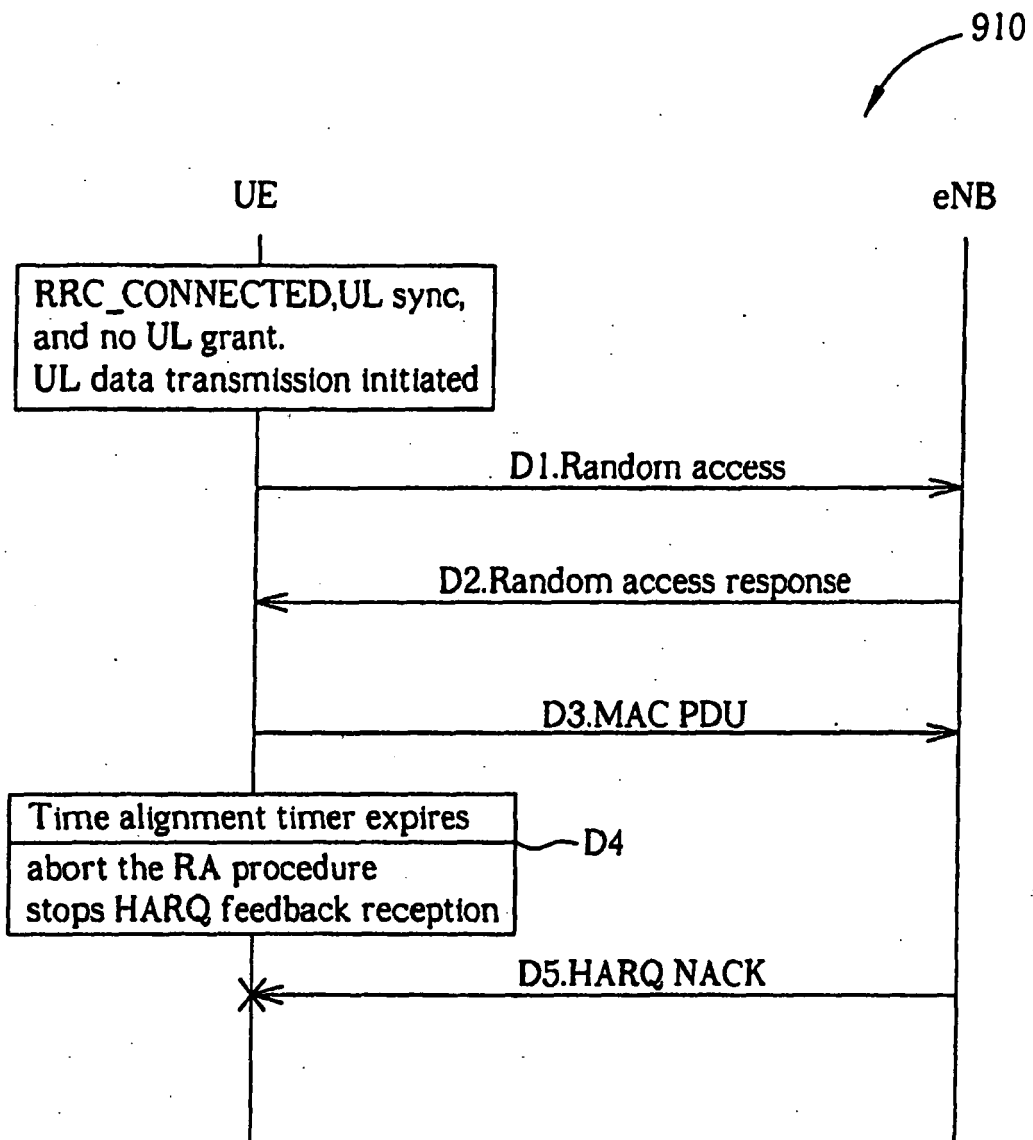 910
UE
eNB
RRC_CONNECTED,UL sync,
and no UL grant.
UL data transmission initiated
D1.Random access
D2.Random access response
D3.MAC PDU
Time alignment timer expires
D4
abort the RA procedure
stops HARQ feedback reception
D5.HARQ NACK